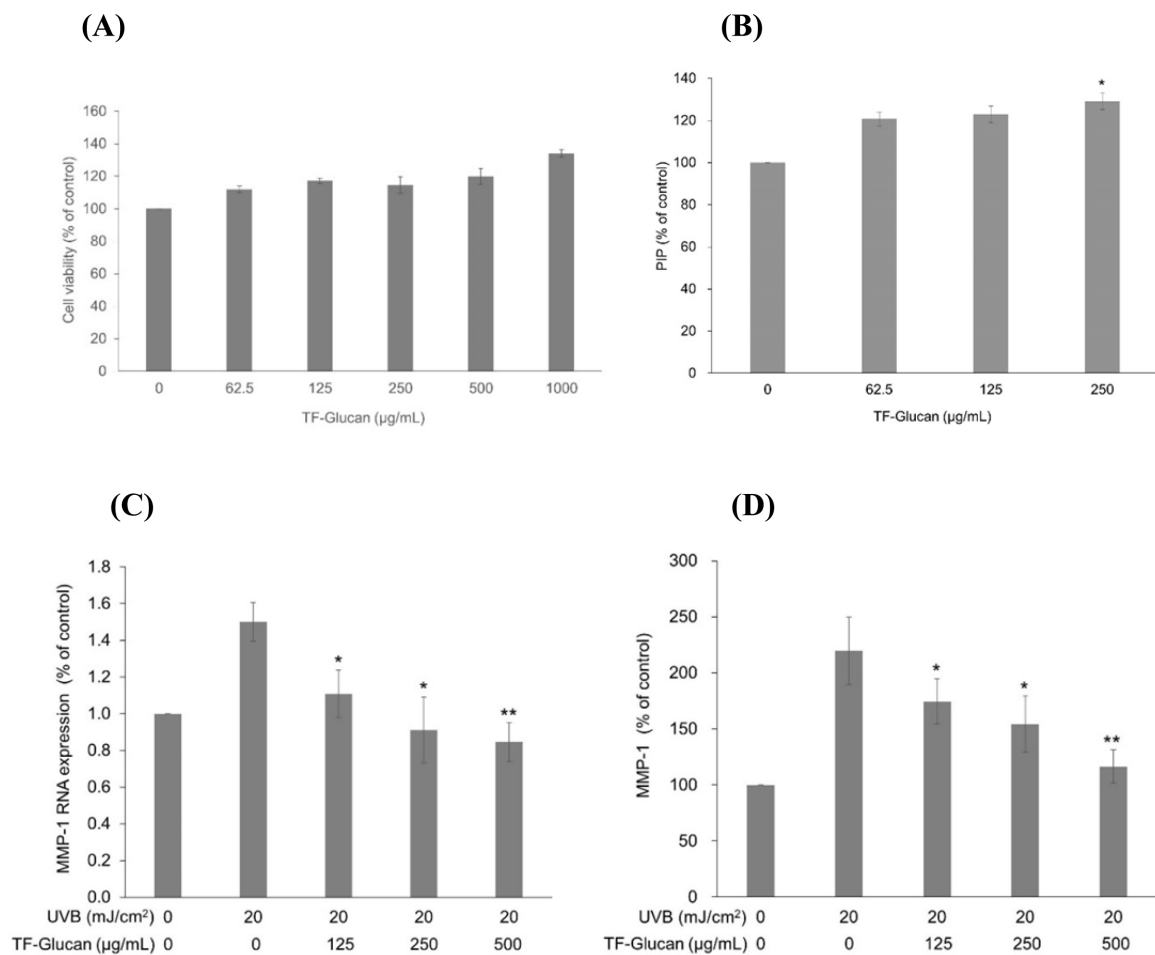 (A)
Cell viability (% of control)
160
140
120
100
80
60
40
20
0
0 62.5 125 250 500 1000
TF-Glucan (µg/mL)
(B)
PIP (% of control)
140
120
100
80
60
40
20
0
*
0 62.5 125 250
TF-Glucan (µg/mL)
(C)
MMP-1 RNA expression (% of control)
1.8
1.6
1.4
1.2
1.0
0.8
0.6
0.4
0.2
0.0
* * **
UVB (mJ/cm²) 0 20 20 20 20
TF-Glucan (µg/mL) 0 0 125 250 500
(D)
MMP-1 (% of control)
300
250
200
150
100
50
0
* * **
UVB (mJ/cm²) 0 20 20 20 20
TF-Glucan (µg/mL) 0 0 125 250 500